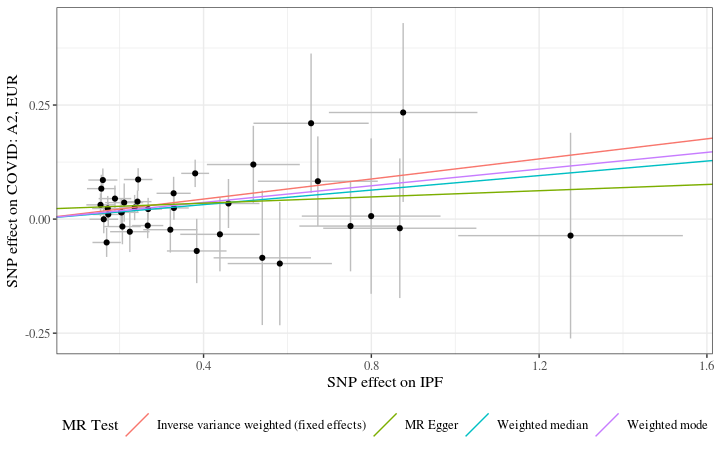 SNP effect on COVID: A2, EUR
0.25
0.00
-0.25
0.4
0.8
1.2
1.6
SNP effect on IPF
MR Test
Inverse variance weighted (fixed effects)
MR Egger
Weighted median
Weighted mode